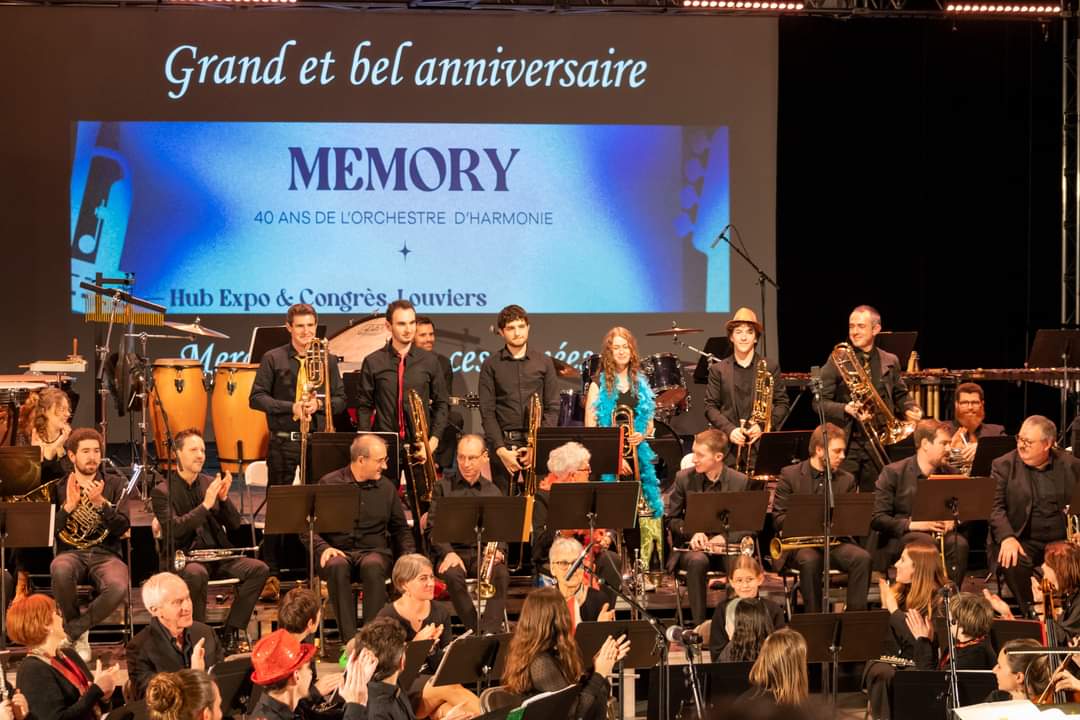 Grand et bel anniversaire
MEMORY
40 ANS DE L'ORCHESTRE D'HARMONIE
Hub Expo & Congrès, Louviers